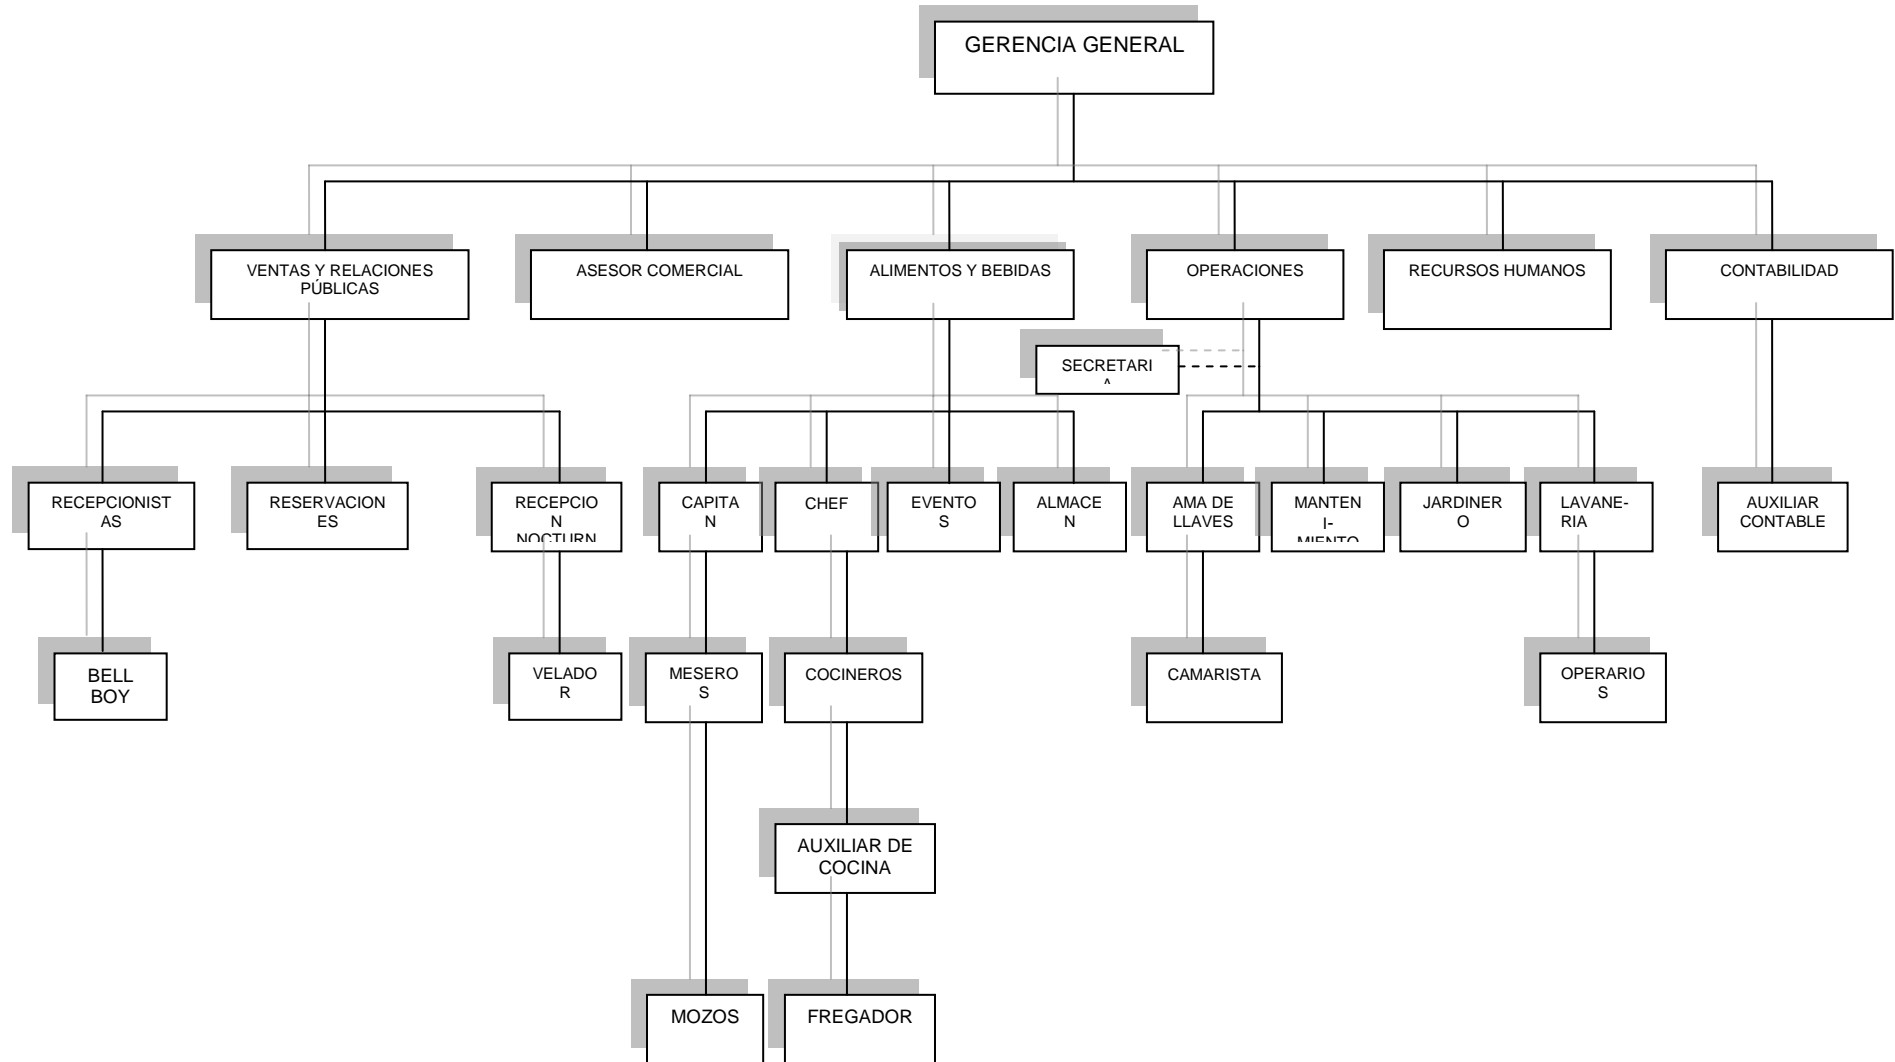 GERENCIA GENERAL
VENTAS Y RELACIONES
PÚBLICAS
ASESOR COMERCIAL
ALIMENTOS Y BEBIDAS
OPERACIONES
RECURSOS HUMANOS
CONTABILIDAD
SECRETARI
A
RECEPCIONIST
AS
RESERVACION
ES
RECEPCIO
N
NOCTURN
CAPITA
N
CHEF
EVENTO
S
ALMACE
N
AMA DE
LLAVES
MANTEN
I-
MIENTO
JARDINER
O
LAVANE-
RIA
AUXILIAR
CONTABLE
BELL
BOY
VELADO
R
MESERO
S
COCINEROS
CAMARISTA
OPERARIO
S
AUXILIAR DE
COCINA
MOZOS
FREGADOR